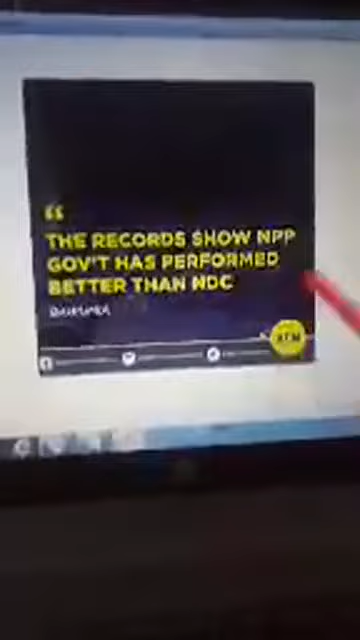 “
THE RECORDS SHOW NPP
GOV'T HAS PERFORMED
BETTER THAN NDC